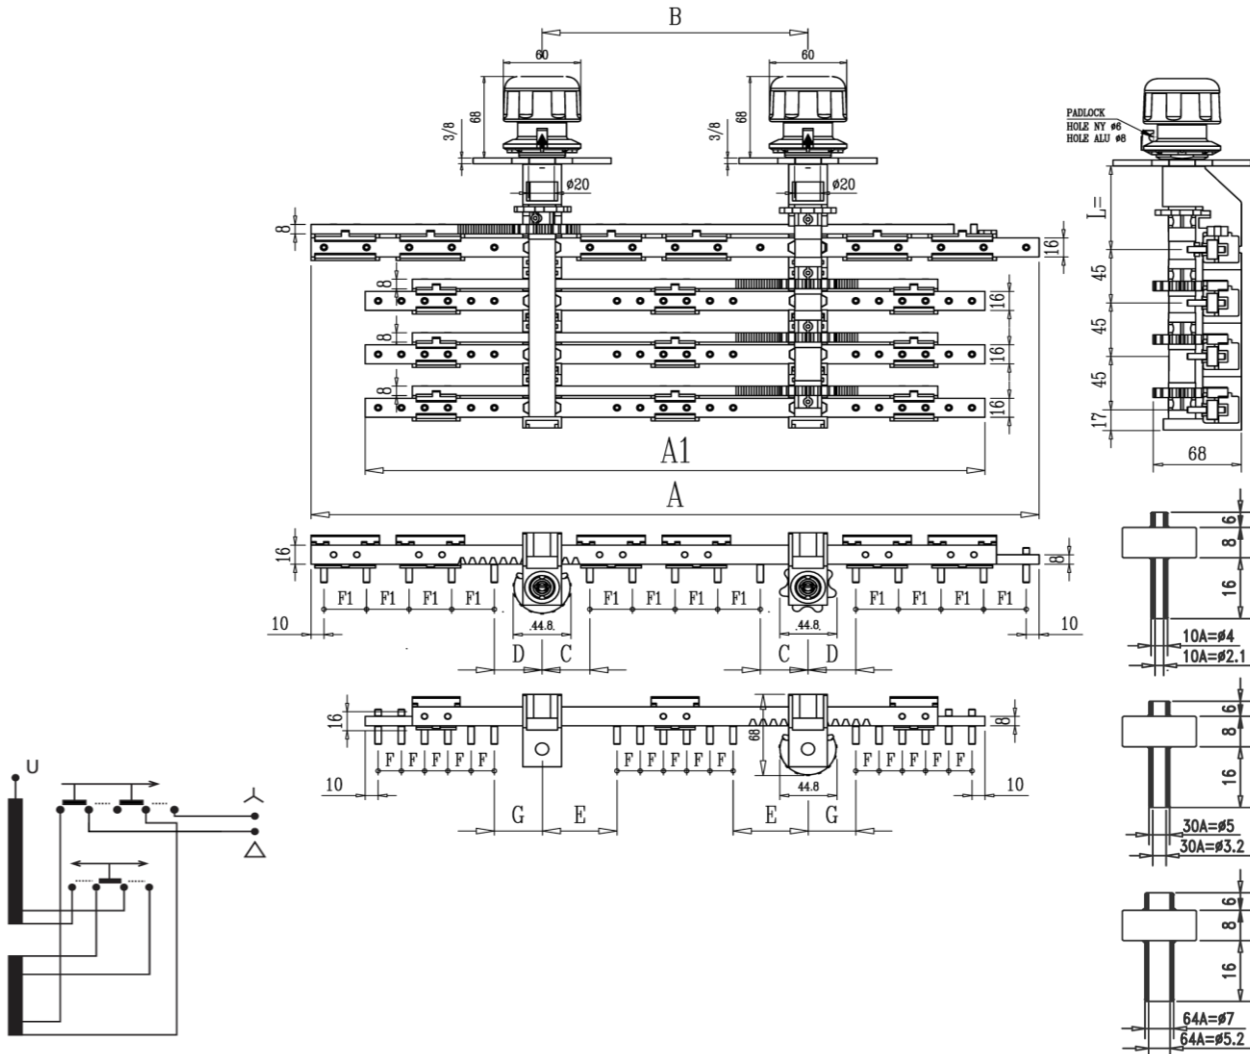 B
60
60
68
68
3/8
3/8
ø20
ø20
PADLOCK
HOLE NY ø6
HOLE ALU ø8
L=
8
16
8
16
8
16
8
16
45
45
45
17
68
A1
A
16
8
F1 F1 F1 F1 F1 F1 F1 F1 F1 F1 F1 F1
10
.44.8.
.44.8.
10
D C C D
16
8
68
F F F F F F F F F F F F F F F
10
44.8
10
G E E G
6
8
16
10A=ø4
10A=ø2.1
6
8
16
30A=ø5
30A=ø3.2
6
8
16
64A=ø7
64A=ø5.2
U